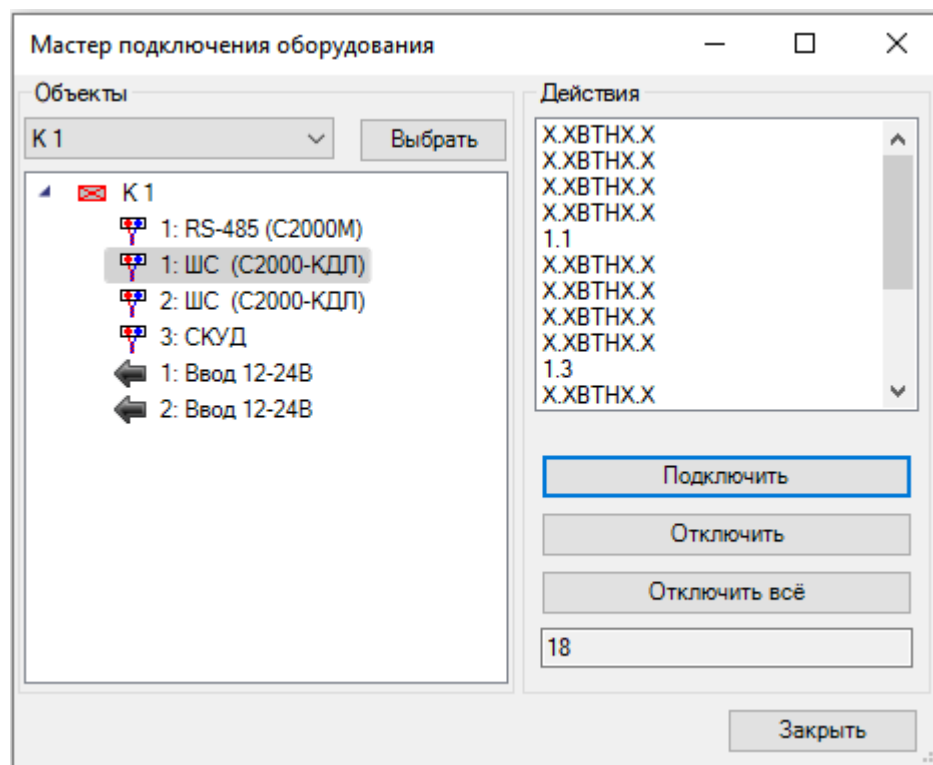 Мастер подключения оборудования
Объекты
К 1
Выбрать
К 1
1: RS-485 (С2000М)
1: ШС (С2000-КДЛ)
2: ШС (С2000-КДЛ)
3: СКУД
1: Ввод 12-24В
2: Ввод 12-24В
Действия
X.XBTHX.X
X.XBTHX.X
X.XBTHX.X
X.XBTHX.X
1.1
X.XBTHX.X
X.XBTHX.X
X.XBTHX.X
X.XBTHX.X
1.3
X.XBTHX.X
Подключить
Отключить
Отключить всё
18
Закрыть